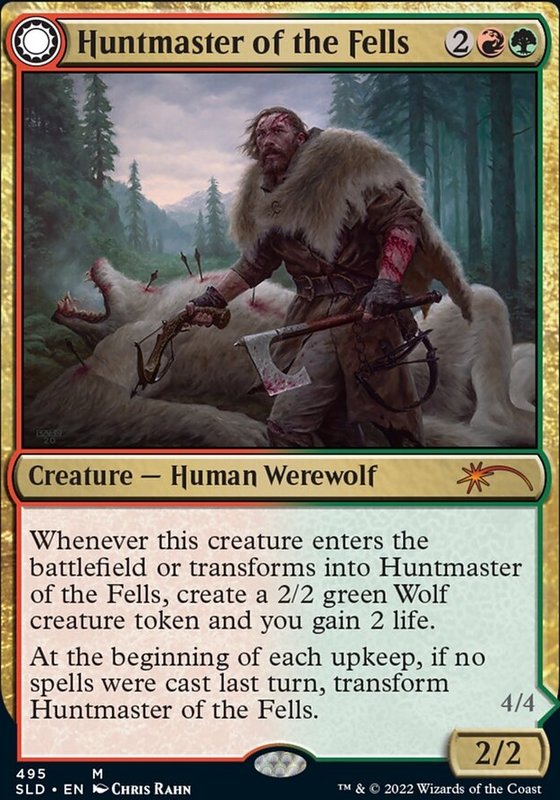 Huntmaster of the Fells 2
Creature — Human Werewolf
Whenever this creature enters the
battlefield or transforms into Huntmaster
of the Fells, create a 2/2 green Wolf
creature token and you gain 2 life.
At the beginning of each upkeep, if no
spells were cast last turn, transform
Huntmaster of the Fells.
4/4
2/2
495 M
SLD • EN Chris Rahn
™ & © 2022 Wizards of the Coast